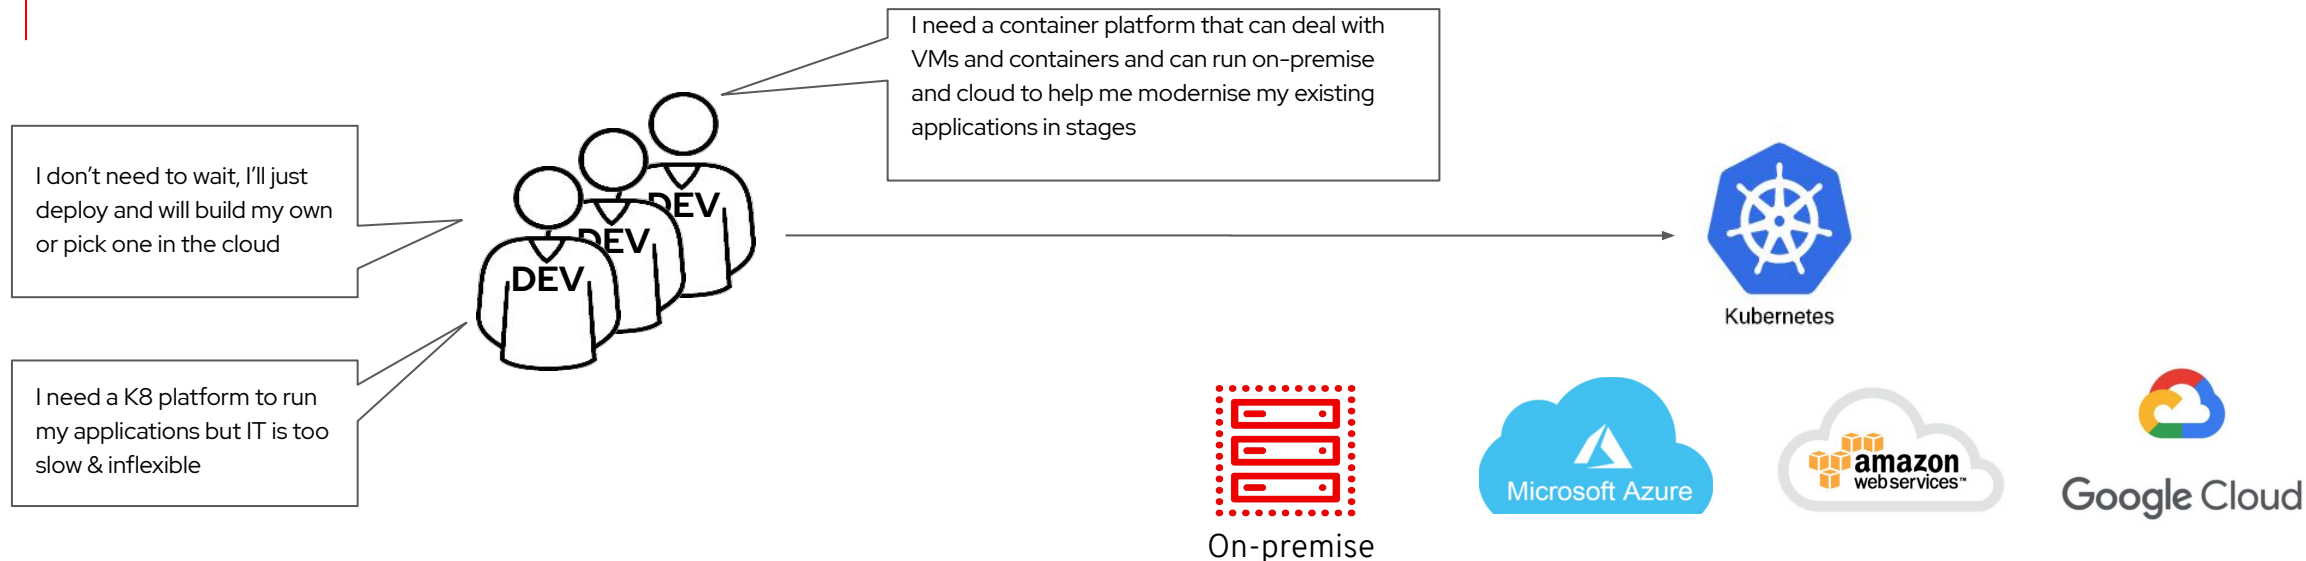 I need a container platform that can deal with
VMs and containers and can run on-premise
and cloud to help me modernise my existing
applications in stages
I don't need to wait, I'll just
deploy and will build my own
or pick one in the cloud
DEV
DEV
DEV
Kubernetes
I need a K8 platform to run
my applications but IT is too
slow & inflexible
On-premise
Microsoft Azure
amazon
webservices™
Google Cloud